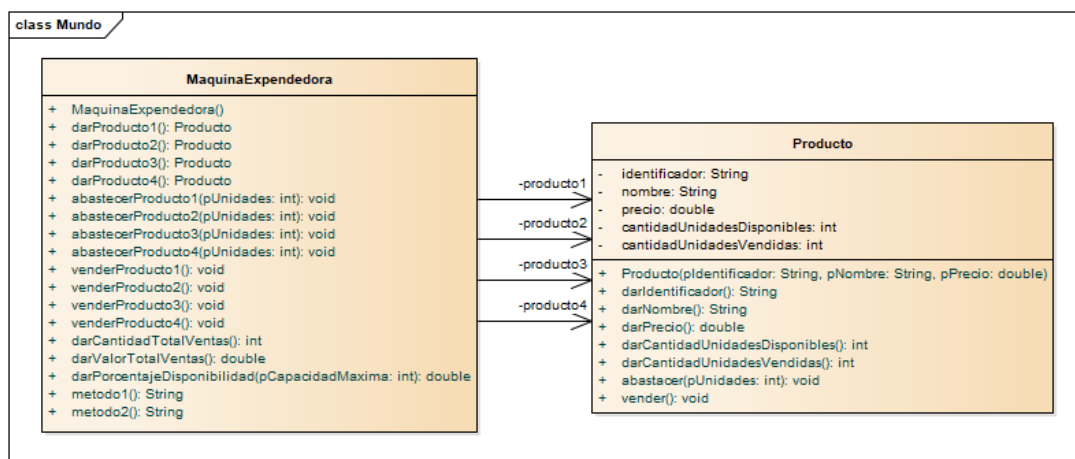 class Mundo
MaquinaExpendedora
+ MaquinaExpendedora()
+ darProducto1(): Producto
+ darProducto2(): Producto
+ darProducto3(): Producto
+ darProducto4(): Producto
+ abastecerProducto1(pUnidades: int): void
+ abastecerProducto2(pUnidades: int): void
+ abastecerProducto3(pUnidades: int): void
+ abastecerProducto4(pUnidades: int): void
+ venderProducto1(): void
+ venderProducto2(): void
+ venderProducto3(): void
+ venderProducto4(): void
+ darCantidadTotalVentas(): int
+ darValorTotalVentas(): double
+ darPorcentajeDisponibilidad(pCapacidadMaxima: int): double
+ metodo1(): String
+ metodo2(): String
-producto1
-producto2
-producto3
-producto4
Producto
- identificador: String
- nombre: String
- precio: double
- cantidadUnidadesDisponibles: int
- cantidadUnidadesVendidas: int
+ Producto(pIdentificador: String, pNombre: String, pPrecio: double)
+ darIdentificador(): String
+ darNombre(): String
+ darPrecio(): double
+ darCantidadUnidadesDisponibles(): int
+ darCantidadUnidadesVendidas(): int
+ abastacer(pUnidades: int): void
+ vender(): void